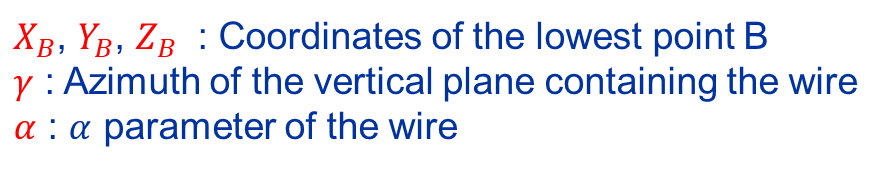 X_B, Y_B, Z_B : Coordinates of the lowest point B
γ : Azimuth of the vertical plane containing the wire
α : α parameter of the wire